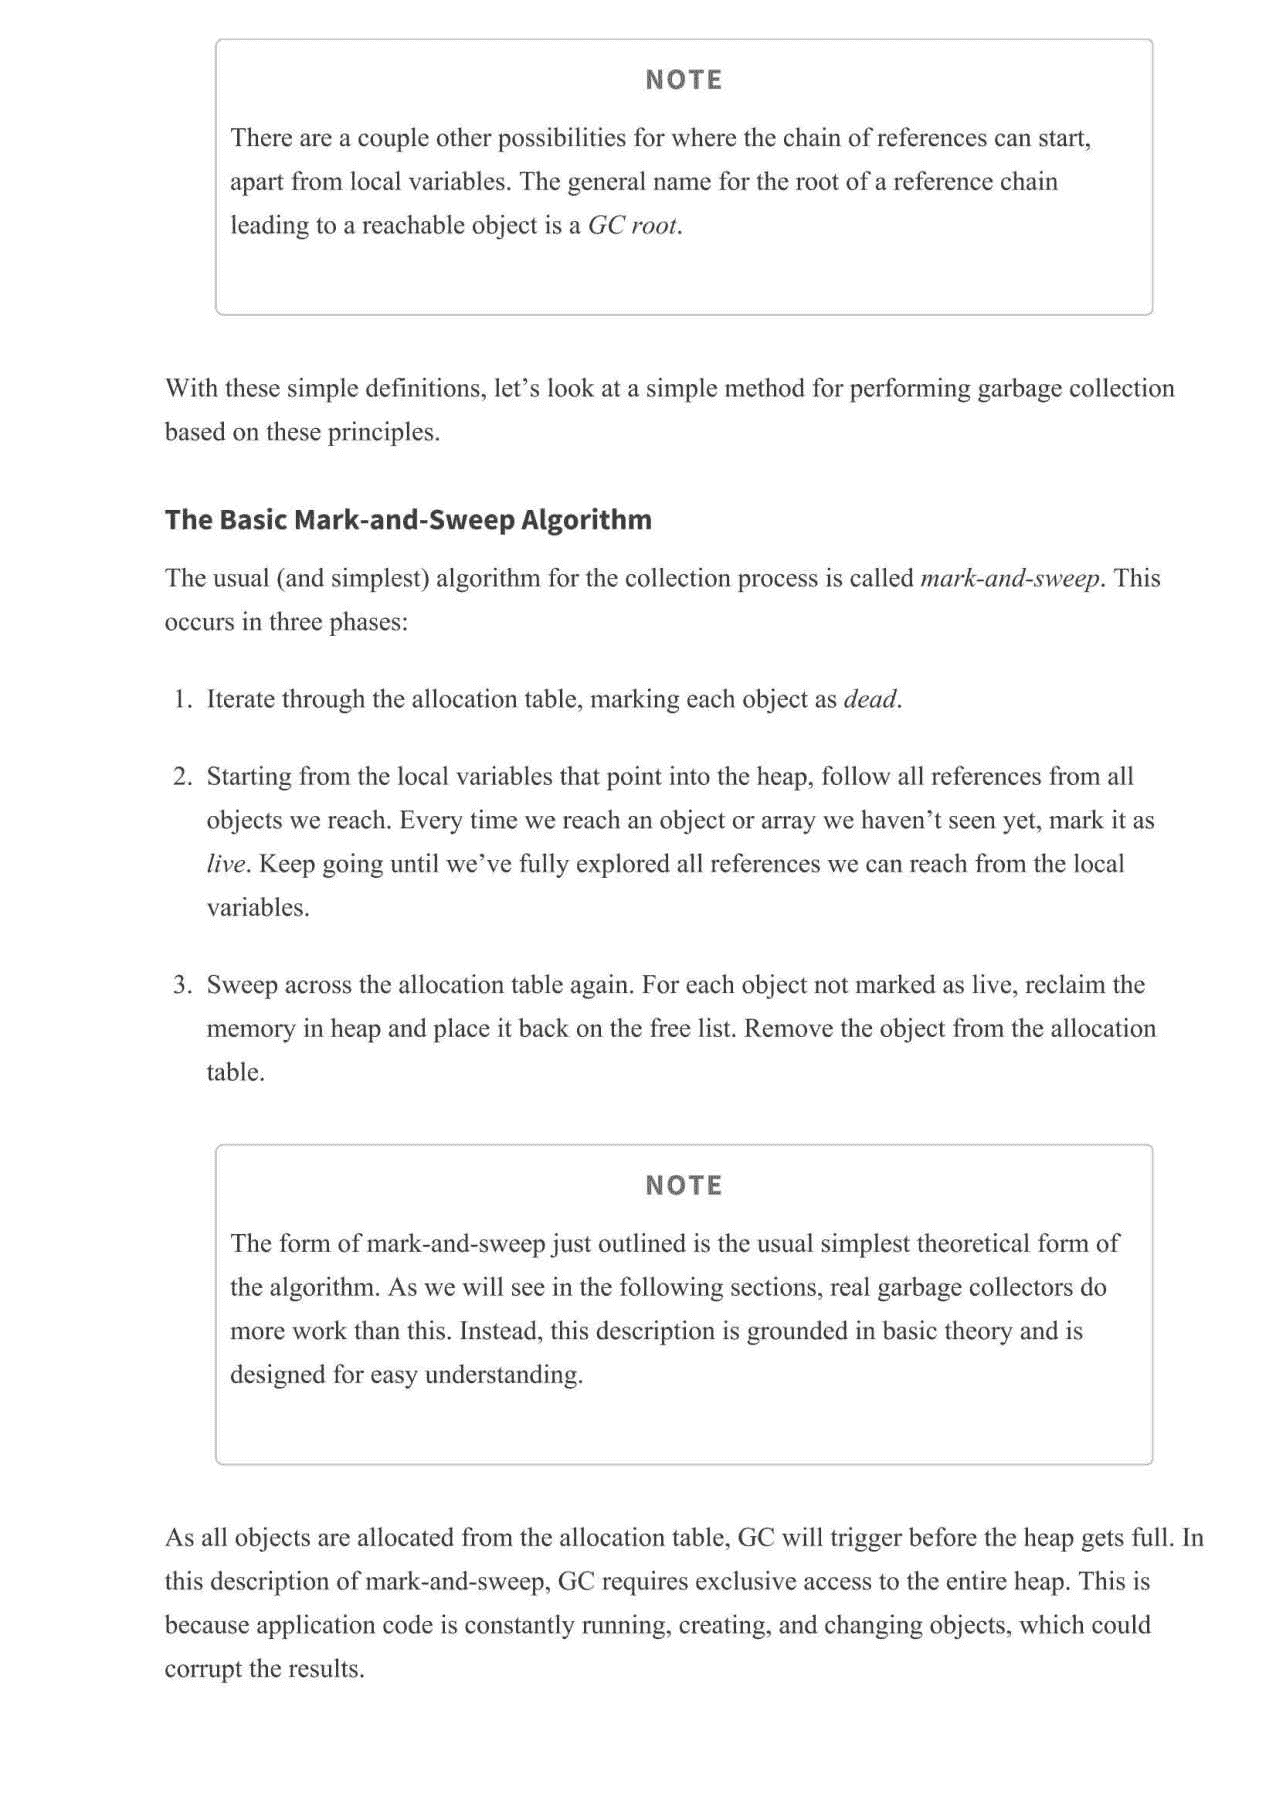 NOTE
There are a couple other possibilities for where the chain of references can start,
apart from local variables. The general name for the root of a reference chain
leading to a reachable object is a GC root.
With these simple definitions, let’s look at a simple method for performing garbage collection
based on these principles.
The Basic Mark-and-Sweep Algorithm
The usual (and simplest) algorithm for the collection process is called mark-and-sweep. This
occurs in three phases:
1. Iterate through the allocation table, marking each object as dead.
2. Starting from the local variables that point into the heap, follow all references from all
objects we reach. Every time we reach an object or array we haven’t seen yet, mark it as
live. Keep going until we’ve fully explored all references we can reach from the local
variables.
3. Sweep across the allocation table again. For each object not marked as live, reclaim the
memory in heap and place it back on the free list. Remove the object from the allocation
table.
NOTE
The form of mark-and-sweep just outlined is the usual simplest theoretical form of
the algorithm. As we will see in the following sections, real garbage collectors do
more work than this. Instead, this description is grounded in basic theory and is
designed for easy understanding.
As all objects are allocated from the allocation table, GC will trigger before the heap gets full. In
this description of mark-and-sweep, GC requires exclusive access to the entire heap. This is
because application code is constantly running, creating, and changing objects, which could
corrupt the results.